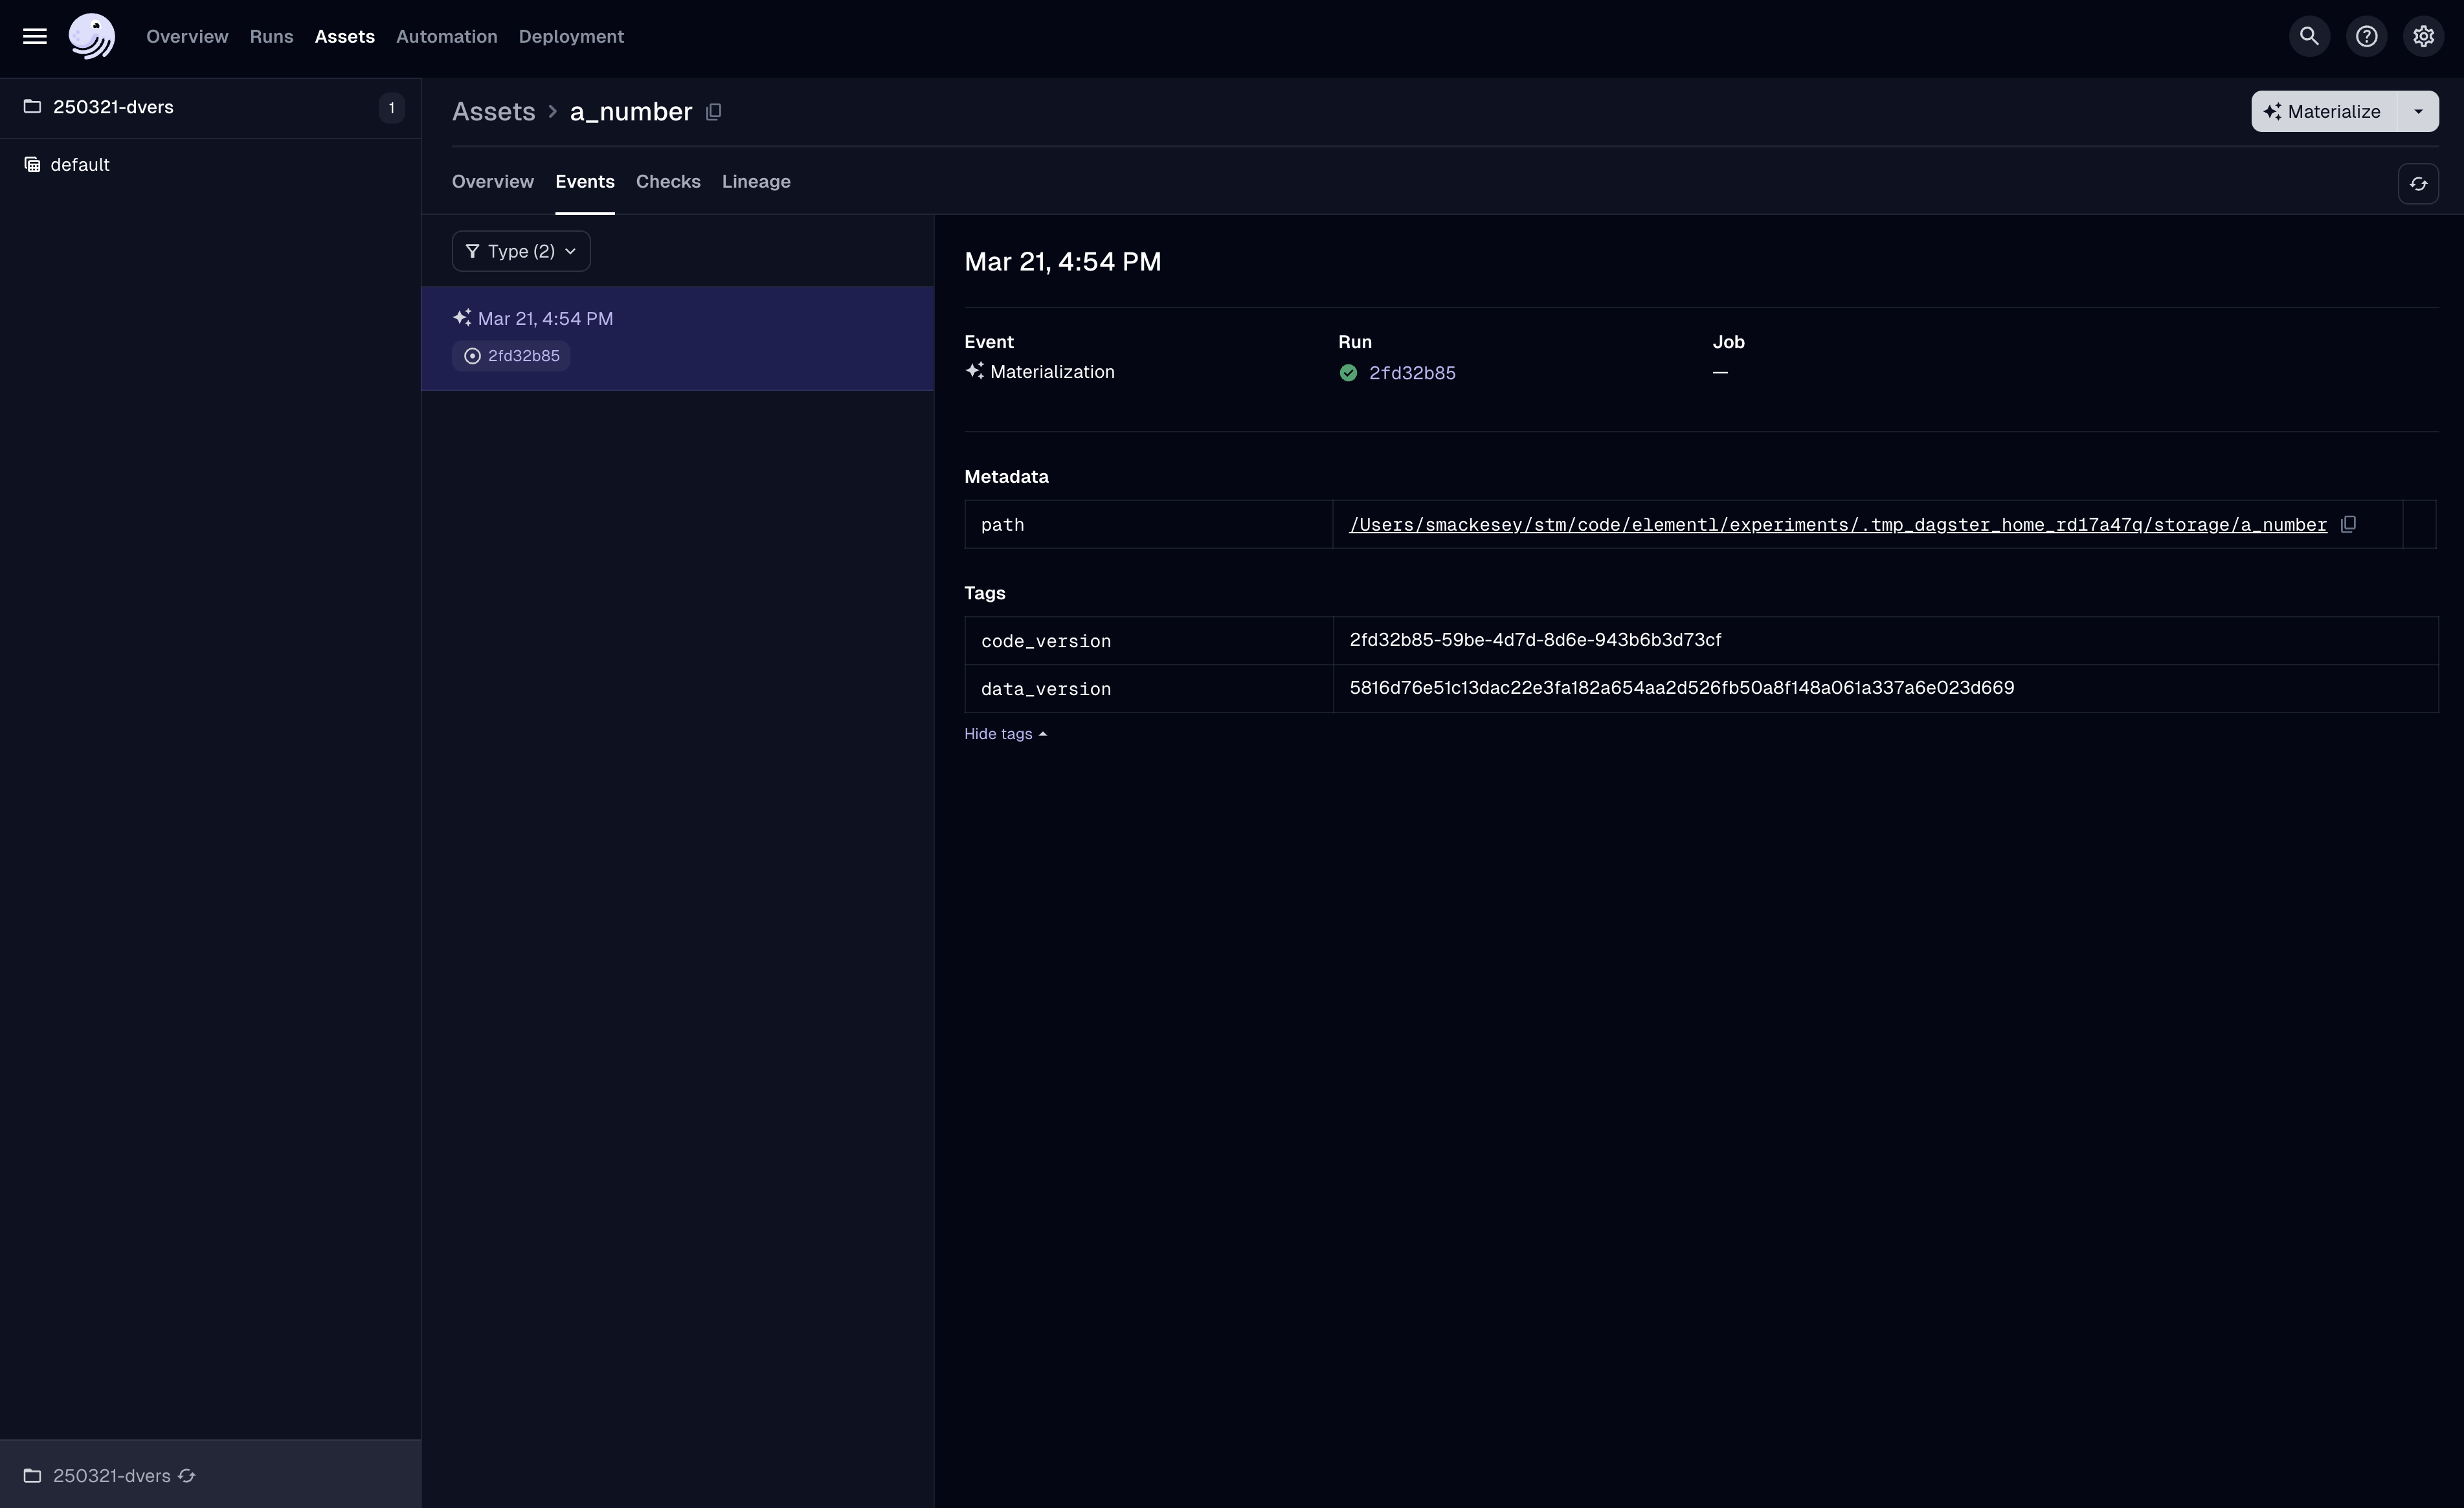 Overview Runs Assets Automation Deployment
250321-dvers 1
default
Assets > a_number
Materialize
Overview Events Checks Lineage
Type (2)
Mar 21, 4:54 PM
2fd32b85
Mar 21, 4:54 PM
Event Run Job
Materialization 2fd32b85 —
Metadata
path /Users/smackesey/stm/code/elementl/experiments/.tmp_dagster_home_rd17a47q/storage/a_number
Tags
code_version 2fd32b85-59be-4d7d-8d6e-943b6b3d73cf
data_version 5816d76e51c13dac22e3fa182a654aa2d526fb50a8f148a061a337a6e023d669
Hide tags
250321-dvers